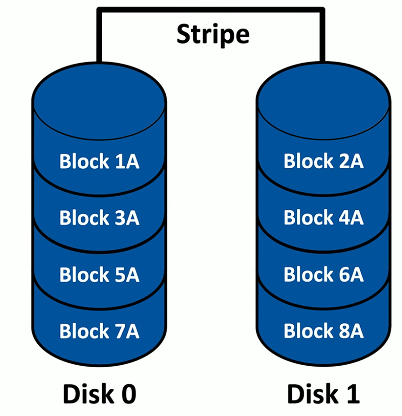 Stripe
Block 1A
Block 2A
Block 3A
Block 4A
Block 5A
Block 6A
Block 7A
Block 8A
Disk 0
Disk 1